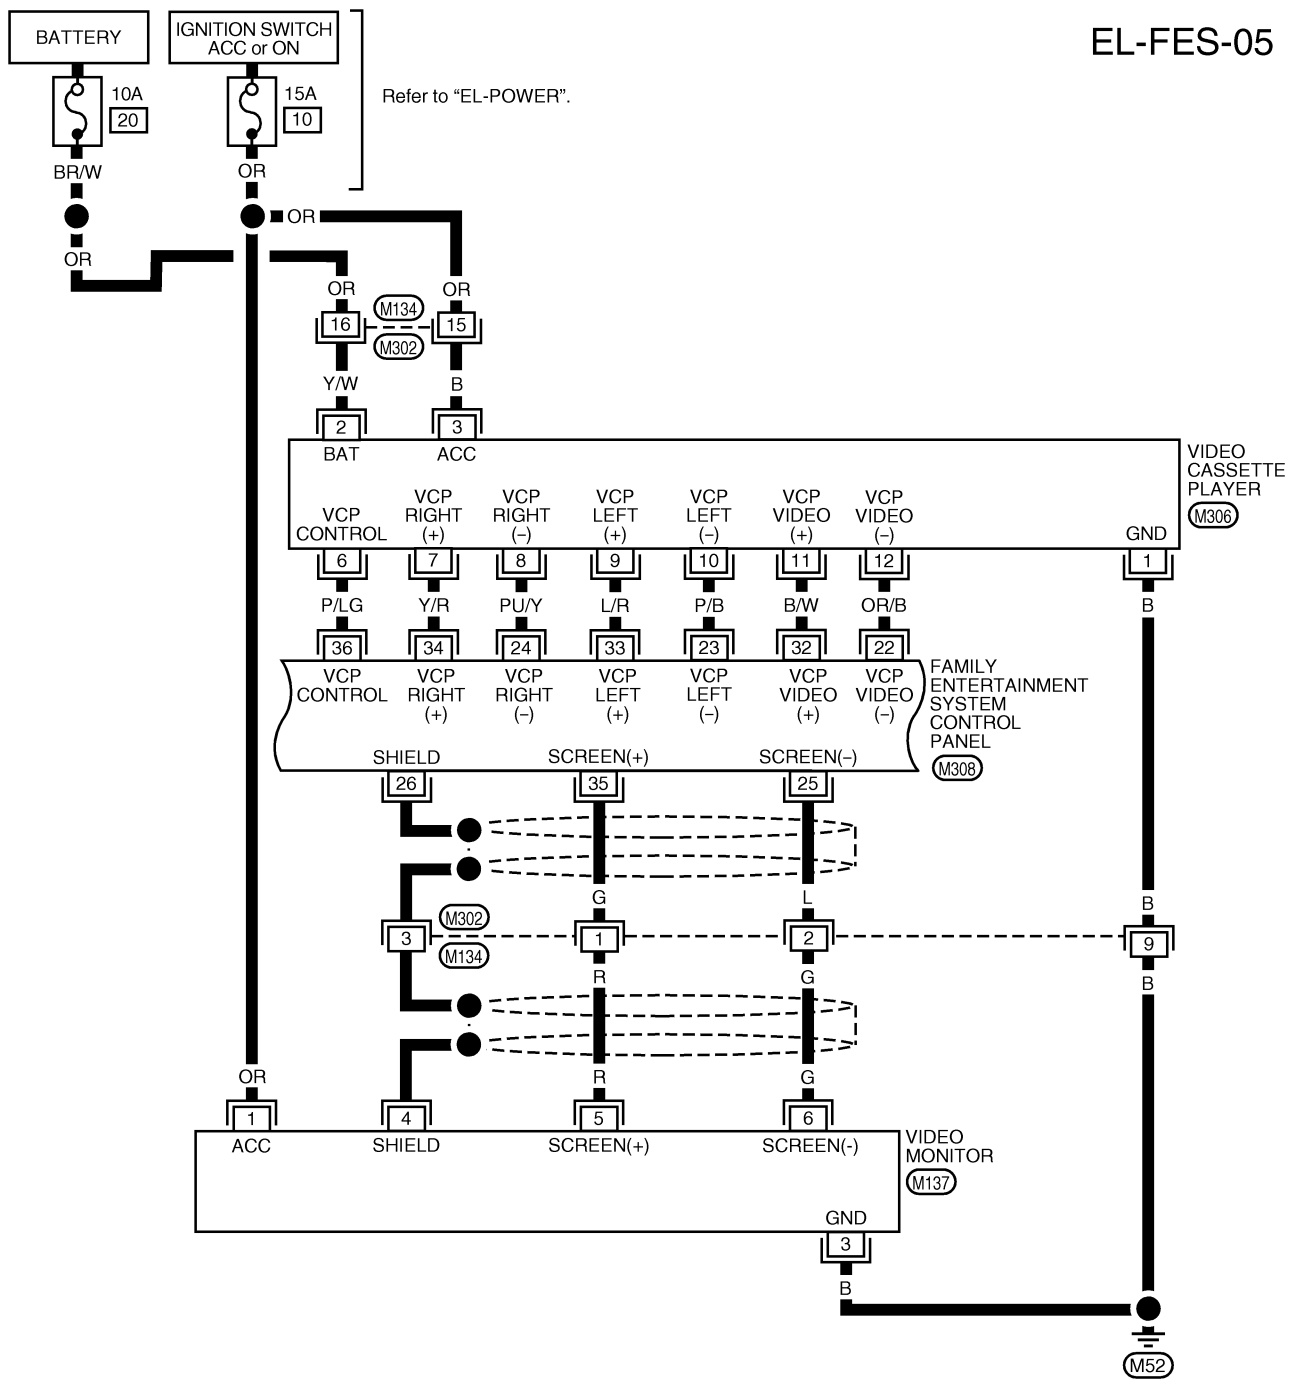 EL-FES-05
BATTERY
IGNITION SWITCH
ACC or ON
10A
20
15A
10
Refer to “EL-POWER”.
BR/W
OR
OR
OR
OR
OR
M134
16
15
M302
Y/W
B
2
3
BAT
ACC
VIDEO
CASSETTE
PLAYER
M306
VCP
CONTROL
VCP
RIGHT
(+)
VCP
RIGHT
(–)
VCP
LEFT
(+)
VCP
LEFT
(–)
VCP
VIDEO
(+)
VCP
VIDEO
(–)
GND
6
7
8
9
10
11
12
1
P/LG
Y/R
PU/Y
L/R
P/B
B/W
OR/B
B
36
34
24
33
23
32
22
VCP
CONTROL
VCP
RIGHT
(+)
VCP
RIGHT
(–)
VCP
LEFT
(+)
VCP
LEFT
(–)
VCP
VIDEO
(+)
VCP
VIDEO
(–)
FAMILY
ENTERTAINMENT
SYSTEM
CONTROL
PANEL
M308
SHIELD
SCREEN(+)
SCREEN(–)
26
35
25
G
L
B
M302
3
1
2
9
M134
R
G
B
OR
R
G
1
4
5
6
ACC
SHIELD
SCREEN(+)
SCREEN(-)
VIDEO
MONITOR
M137
GND
3
B
M52